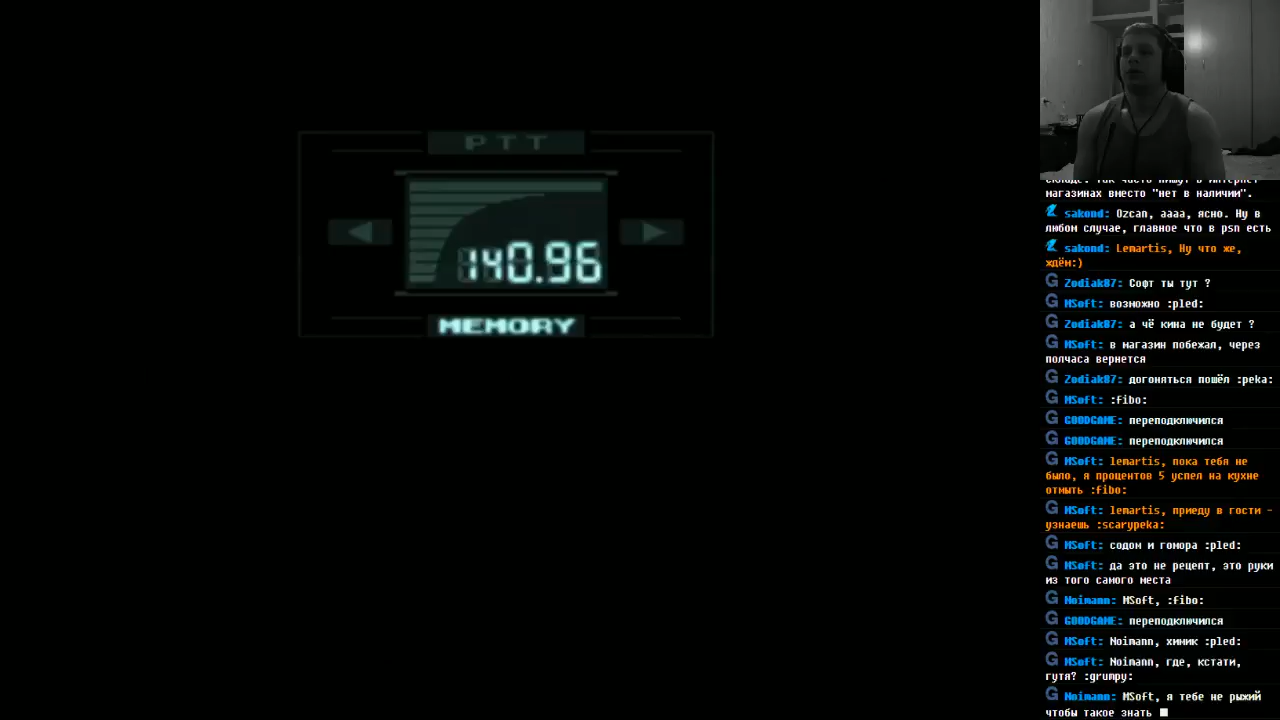 PTT
140.96
MEMORY
магазинах вместо "нет в наличии".
sakond: Ozcan, аааа, ясно. Ну в
любом случае, главное что в psn есть
sakond: Lemartis, Ну что же,
ждём:)
Zodiak87: Софт ты тут ?
MSoft: возможно :pled:
Zodiak87: а чё кина не будет ?
MSoft: в магазин побежал, через
полчаса вернется
Zodiak87: догоняться пошёл :peka:
MSoft: :fibo:
GOODGAME: переподключился
GOODGAME: переподключился
MSoft: lemartis, пока тебя не
было, я процентов 5 успел на кухне
отмыть :fibo:
MSoft: lemartis, приеду в гости -
узнаешь :scarypeka:
MSoft: содом и гомора :pled:
MSoft: да это не рецепт, это руки
из того самого места
Noimann: MSoft, :fibo:
GOODGAME: переподключился
MSoft: Noimann, химик :pled:
MSoft: Noimann, где, кстати,
гутя? :grumpy:
Noimann: MSoft, я тебе не рыжий
чтобы такое знать